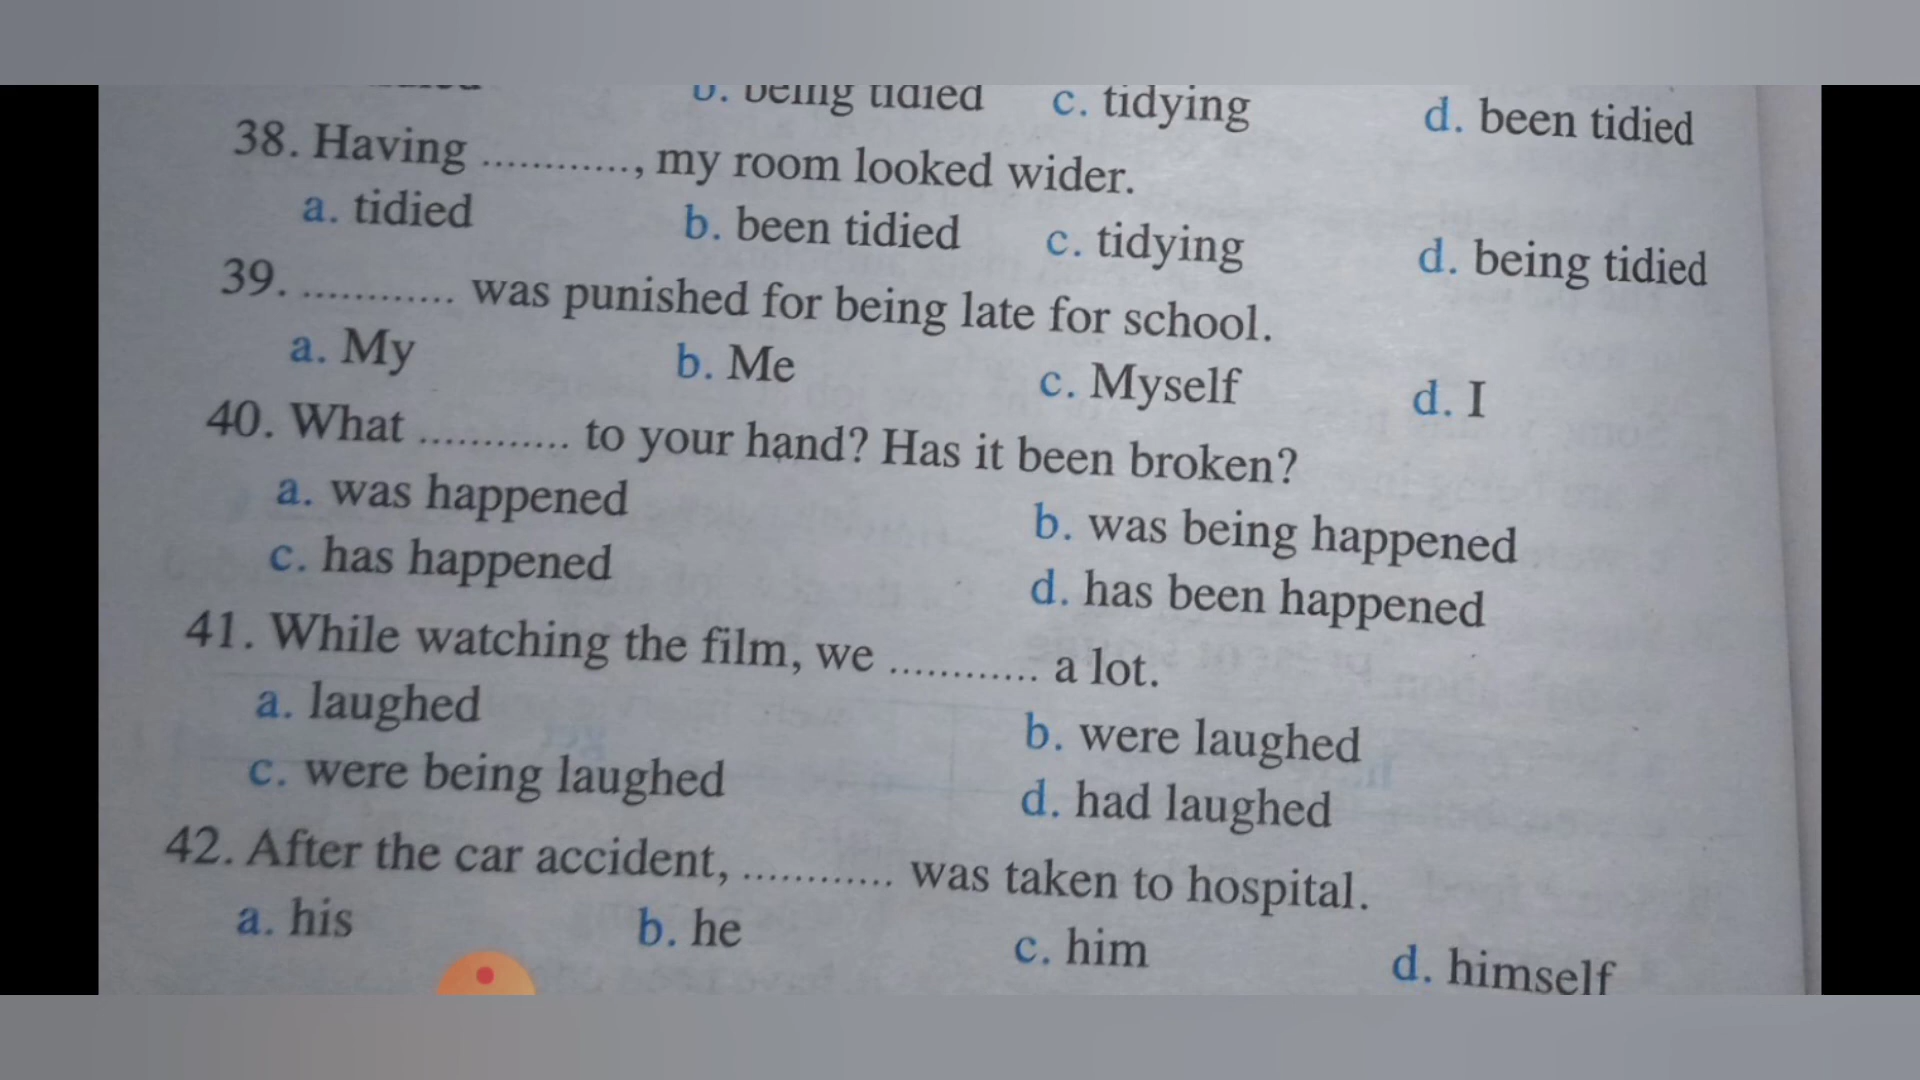 b. being tidied c. tidying d. been tidied
38. Having ............, my room looked wider.
a. tidied b. been tidied c. tidying d. being tidied
39. ............ was punished for being late for school.
a. My b. Me c. Myself d. I
40. What ............ to your hand? Has it been broken?
a. was happened b. was being happened
c. has happened d. has been happened
41. While watching the film, we ............ a lot.
a. laughed b. were laughed
c. were being laughed d. had laughed
42. After the car accident, ............ was taken to hospital.
a. his b. he c. him d. himself